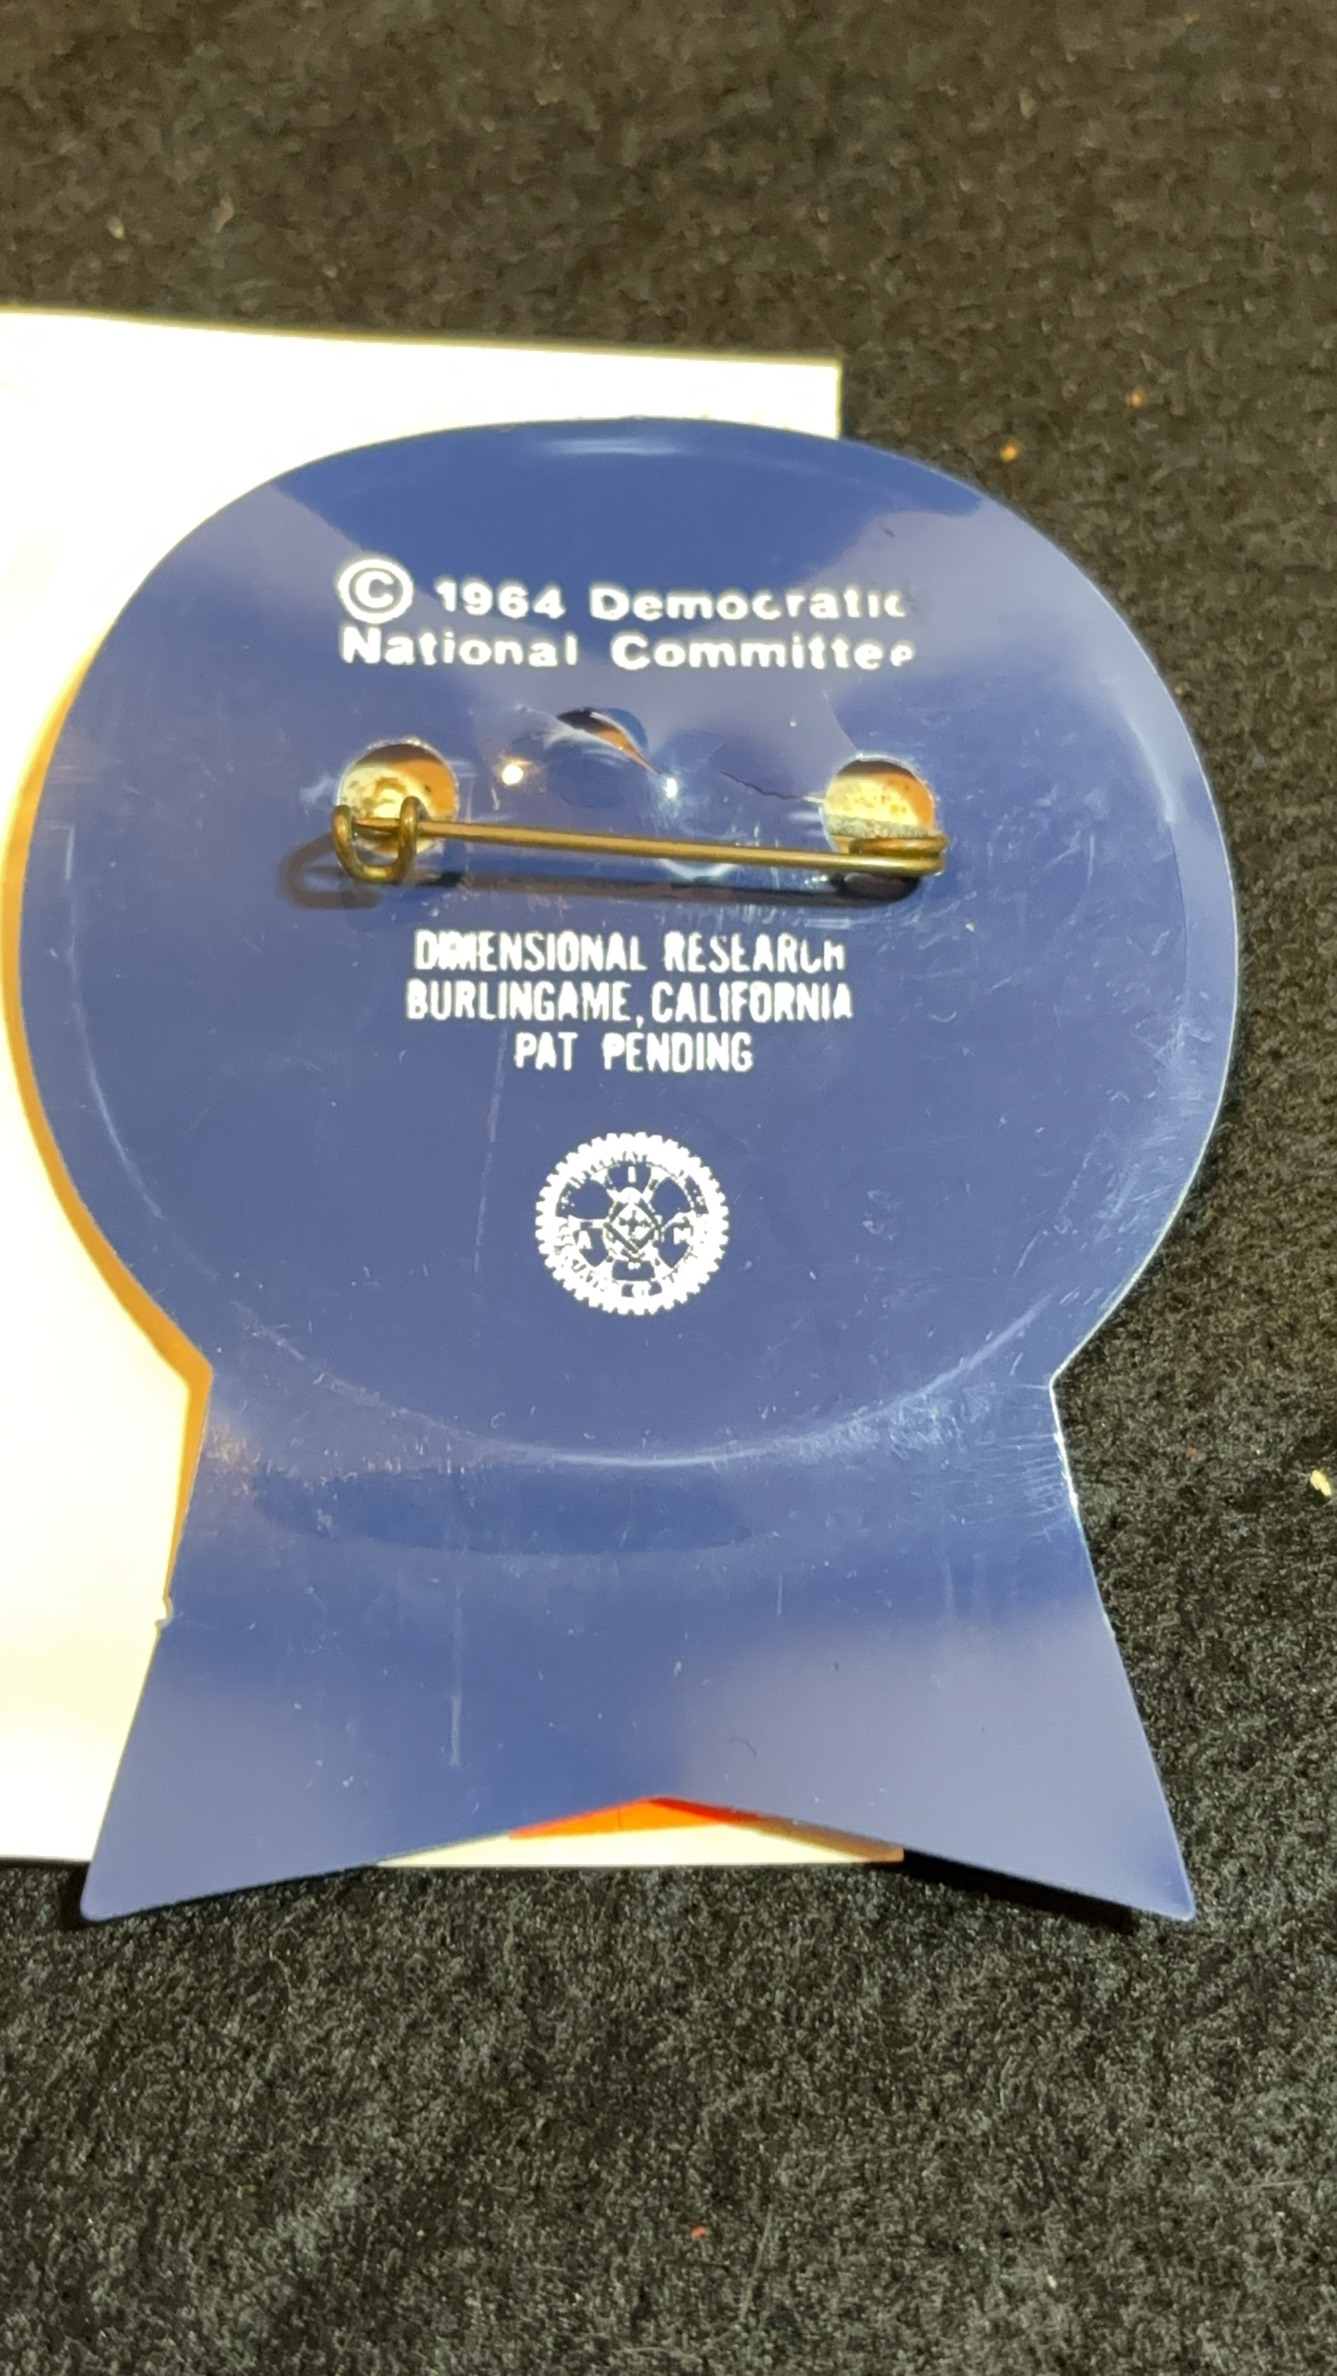 © 1964 Democratic
National Committee
DIMENSIONAL RESEARCH
BURLINGAME, CALIFORNIA
PAT PENDING
I
A M